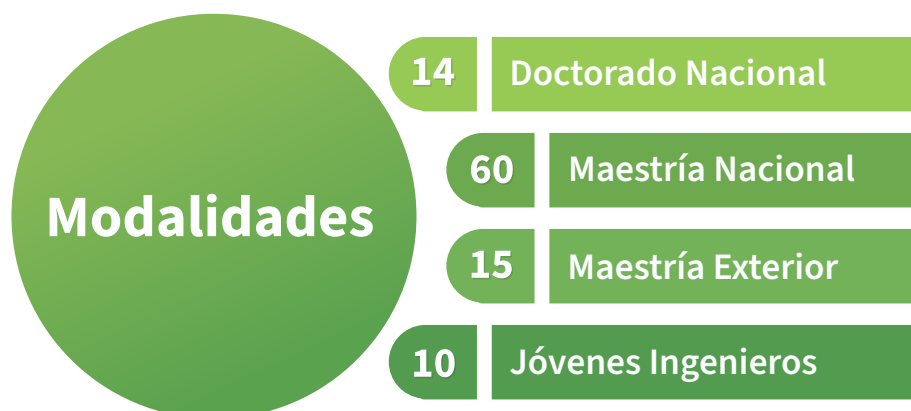 Modalidades
14 Doctorado Nacional
60 Maestría Nacional
15 Maestría Exterior
10 Jóvenes Ingenieros